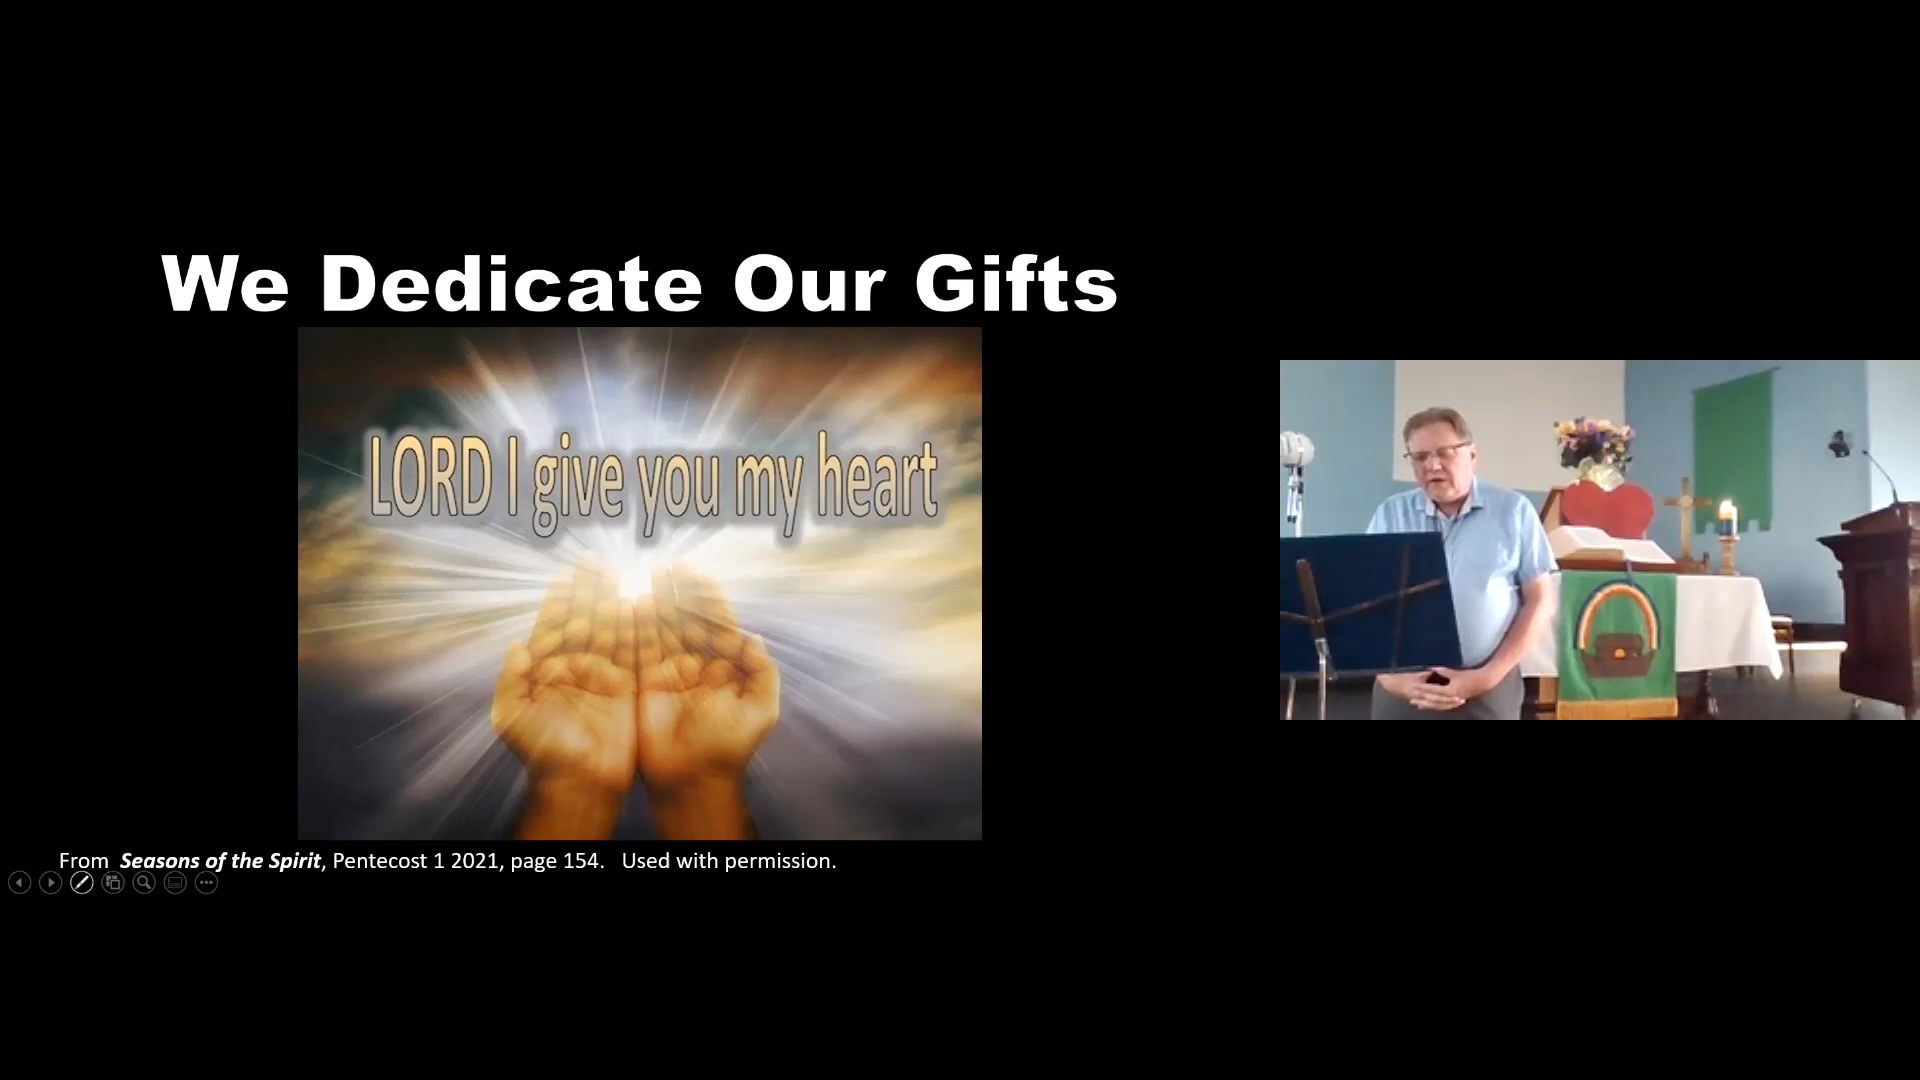 We Dedicate Our Gifts
LORD I give you my heart
From Seasons of the Spirit, Pentecost 1 2021, page 154. Used with permission.